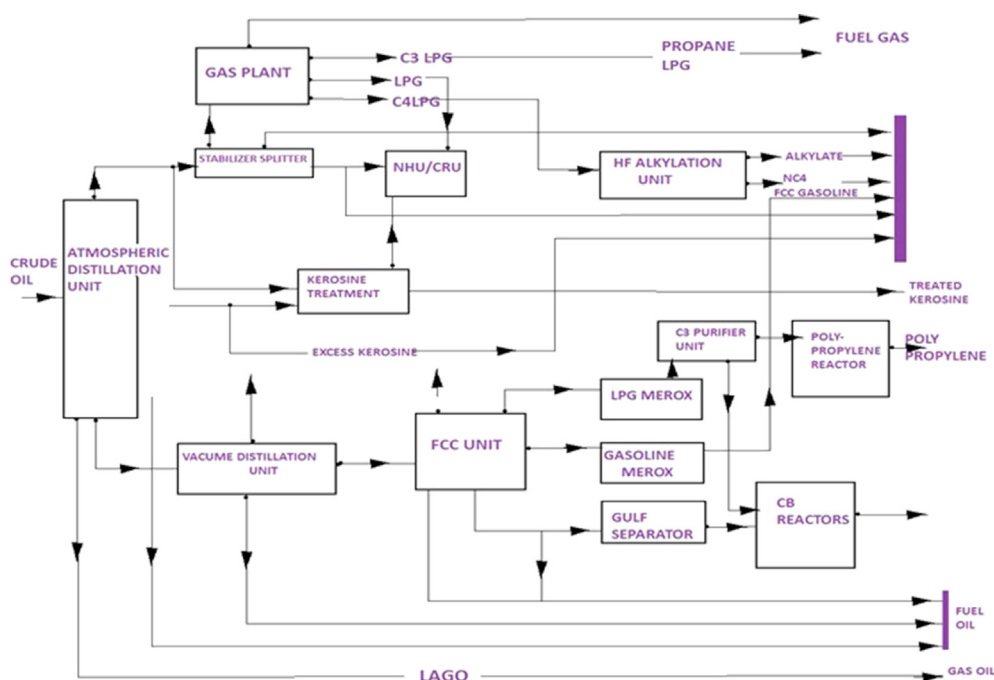 FUEL GAS
PROPANE
LPG
C3 LPG
GAS PLANT
LPG
C4LPG
STABILIZER SPLITTER
NHU/CRU
HF ALKYLATION
UNIT
ALKYLATE
NC4
FCC GASOLINE
CRUDE
OIL
ATMOSPHERIC
DISTILLATION
UNIT
KEROSINE
TREATMENT
TREATED
KEROSINE
EXCESS KEROSINE
C3 PURIFIER
UNIT
POLY-
PROPYLENE
REACTOR
POLY
PROPYLENE
LPG MEROX
FCC UNIT
VACUME DISTILLATION
UNIT
GASOLINE
MEROX
GULF
SEPARATOR
CB
REACTORS
FUEL
OIL
LAGO
GAS OIL